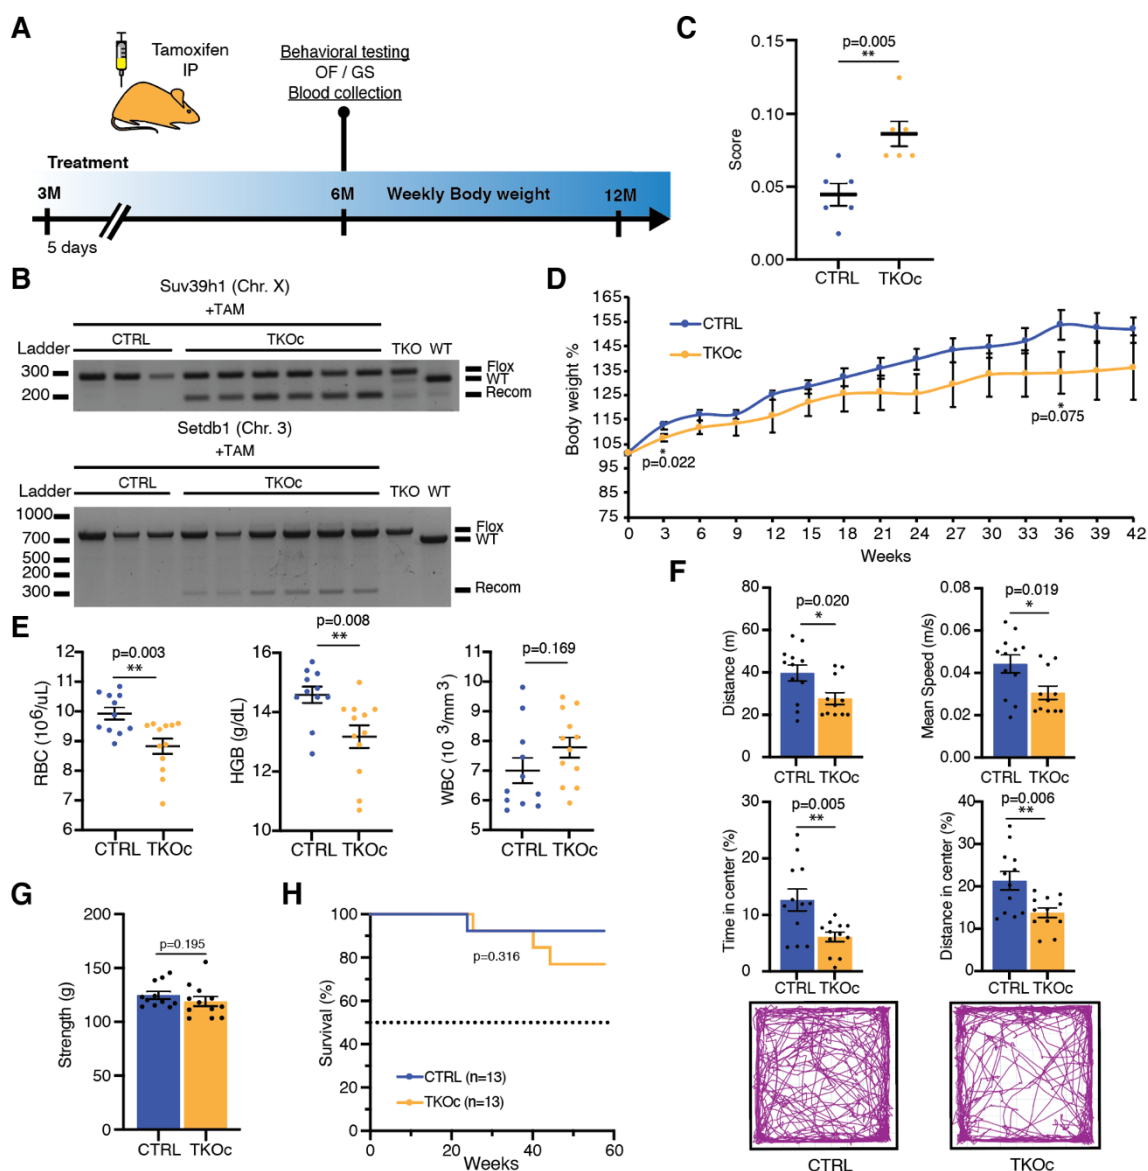 A
Tamoxifen
IP
Behavioral testing
OF / GS
Blood collection
Treatment
3M
6M
Weekly Body weight
12M
5 days
B
Suv39h1 (Chr. X)
+TAM
CTRL
TKOc
TKO
WT
Ladder
300
200
Flox
WT
Recom
Setdb1 (Chr. 3)
+TAM
CTRL
TKOc
TKO
WT
Ladder
1000
700
500
200
300
Flox
WT
Recom
C
p=0.005
**
Score
0.15
0.10
0.05
0.00
CTRL
TKOc
D
Body weight %
165
155
145
135
125
115
105
95
85
75
CTRL
TKOc
*
p=0.022
*
p=0.075
0 3 6 9 12 15 18 21 24 27 30 33 36 39 42
Weeks
E
p=0.003
**
RBC (10^6/uL)
12
11
10
9
8
7
6
CTRL TKOc
p=0.008
**
HGB (g/dL)
16
14
12
10
CTRL TKOc
p=0.169
WBC (10^3/mm^3)
11
10
9
8
7
6
5
CTRL TKOc
F
p=0.020
*
Distance (m)
80
60
40
20
0
CTRL TKOc
p=0.019
*
Mean Speed (m/s)
0.08
0.06
0.04
0.02
0.00
CTRL TKOc
p=0.005
**
Time in center (%)
30
20
10
0
CTRL TKOc
p=0.006
**
Distance in center (%)
40
30
20
10
0
CTRL TKOc
CTRL
TKOc
G
p=0.195
Strength (g)
200
150
100
50
0
CTRL TKOc
H
Survival (%)
100
80
60
40
80
0
p=0.316
CTRL (n=13)
TKOc (n=13)
0 20 40 60
Weeks